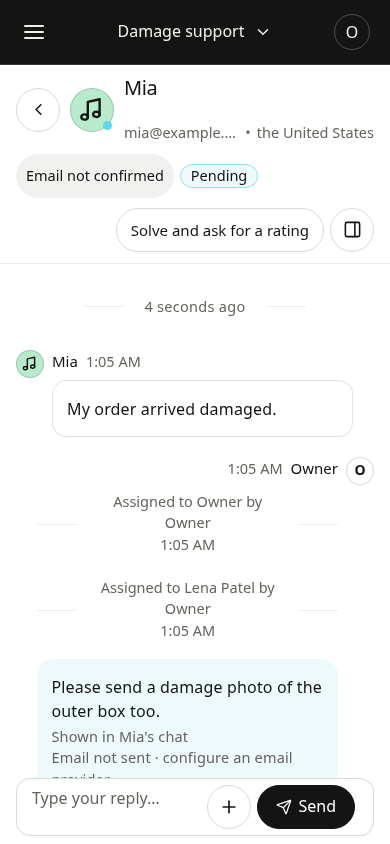 Damage support
O
Mia
mia@example.... • the United States
Email not confirmed
Pending
Solve and ask for a rating
4 seconds ago
Mia 1:05 AM
My order arrived damaged.
1:05 AM Owner O
Assigned to Owner by
Owner
1:05 AM
Assigned to Lena Patel by
Owner
1:05 AM
Please send a damage photo of the
outer box too.
Shown in Mia's chat
Email not sent · configure an email
provider
Type your reply...
Send